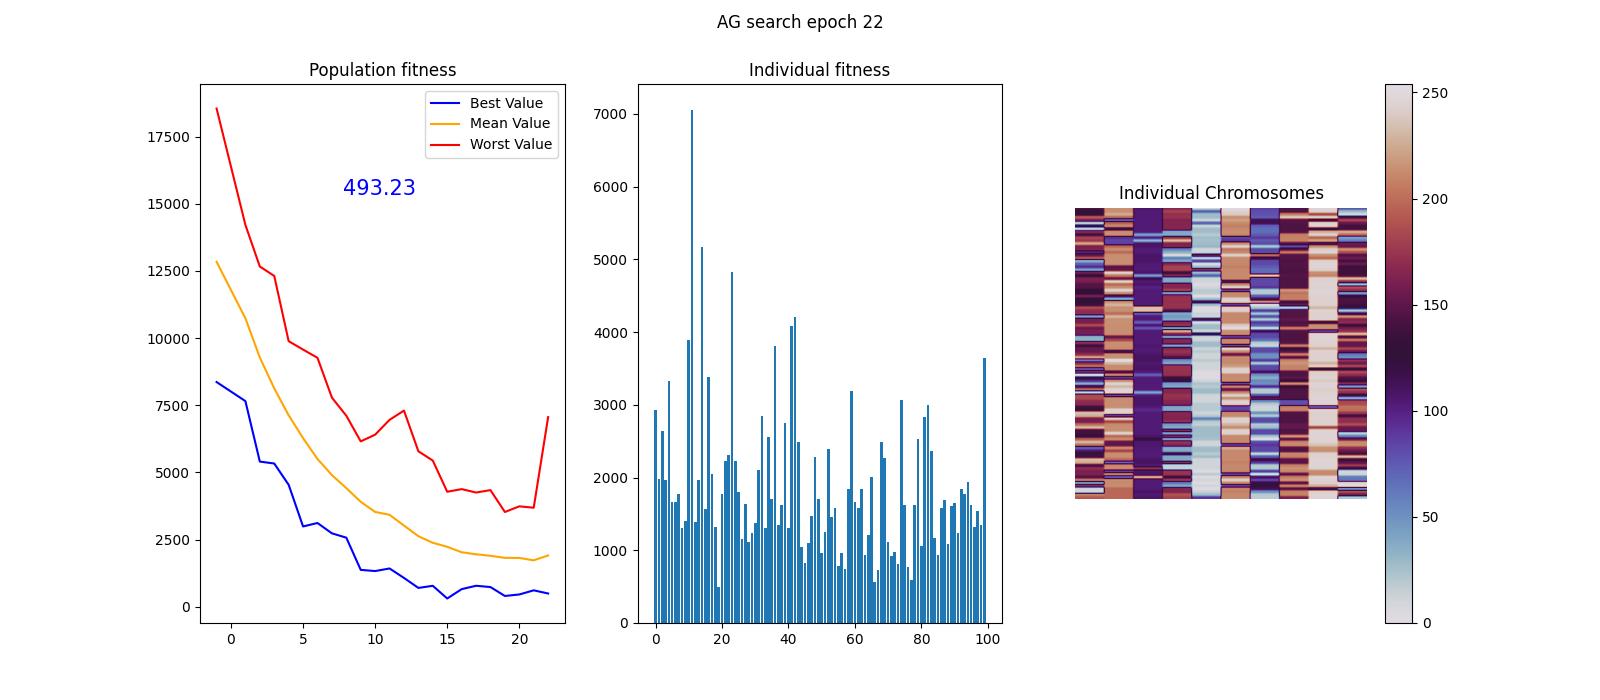 AG search epoch 22
Population fitness
Best Value
Mean Value
Worst Value
493.23
17500
15000
12500
10000
7500
5000
2500
0
0 5 10 15 20
Individual fitness
7000
6000
5000
4000
3000
2000
1000
0
0 20 40 60 80 100
Individual Chromosomes
250
200
150
100
50
0